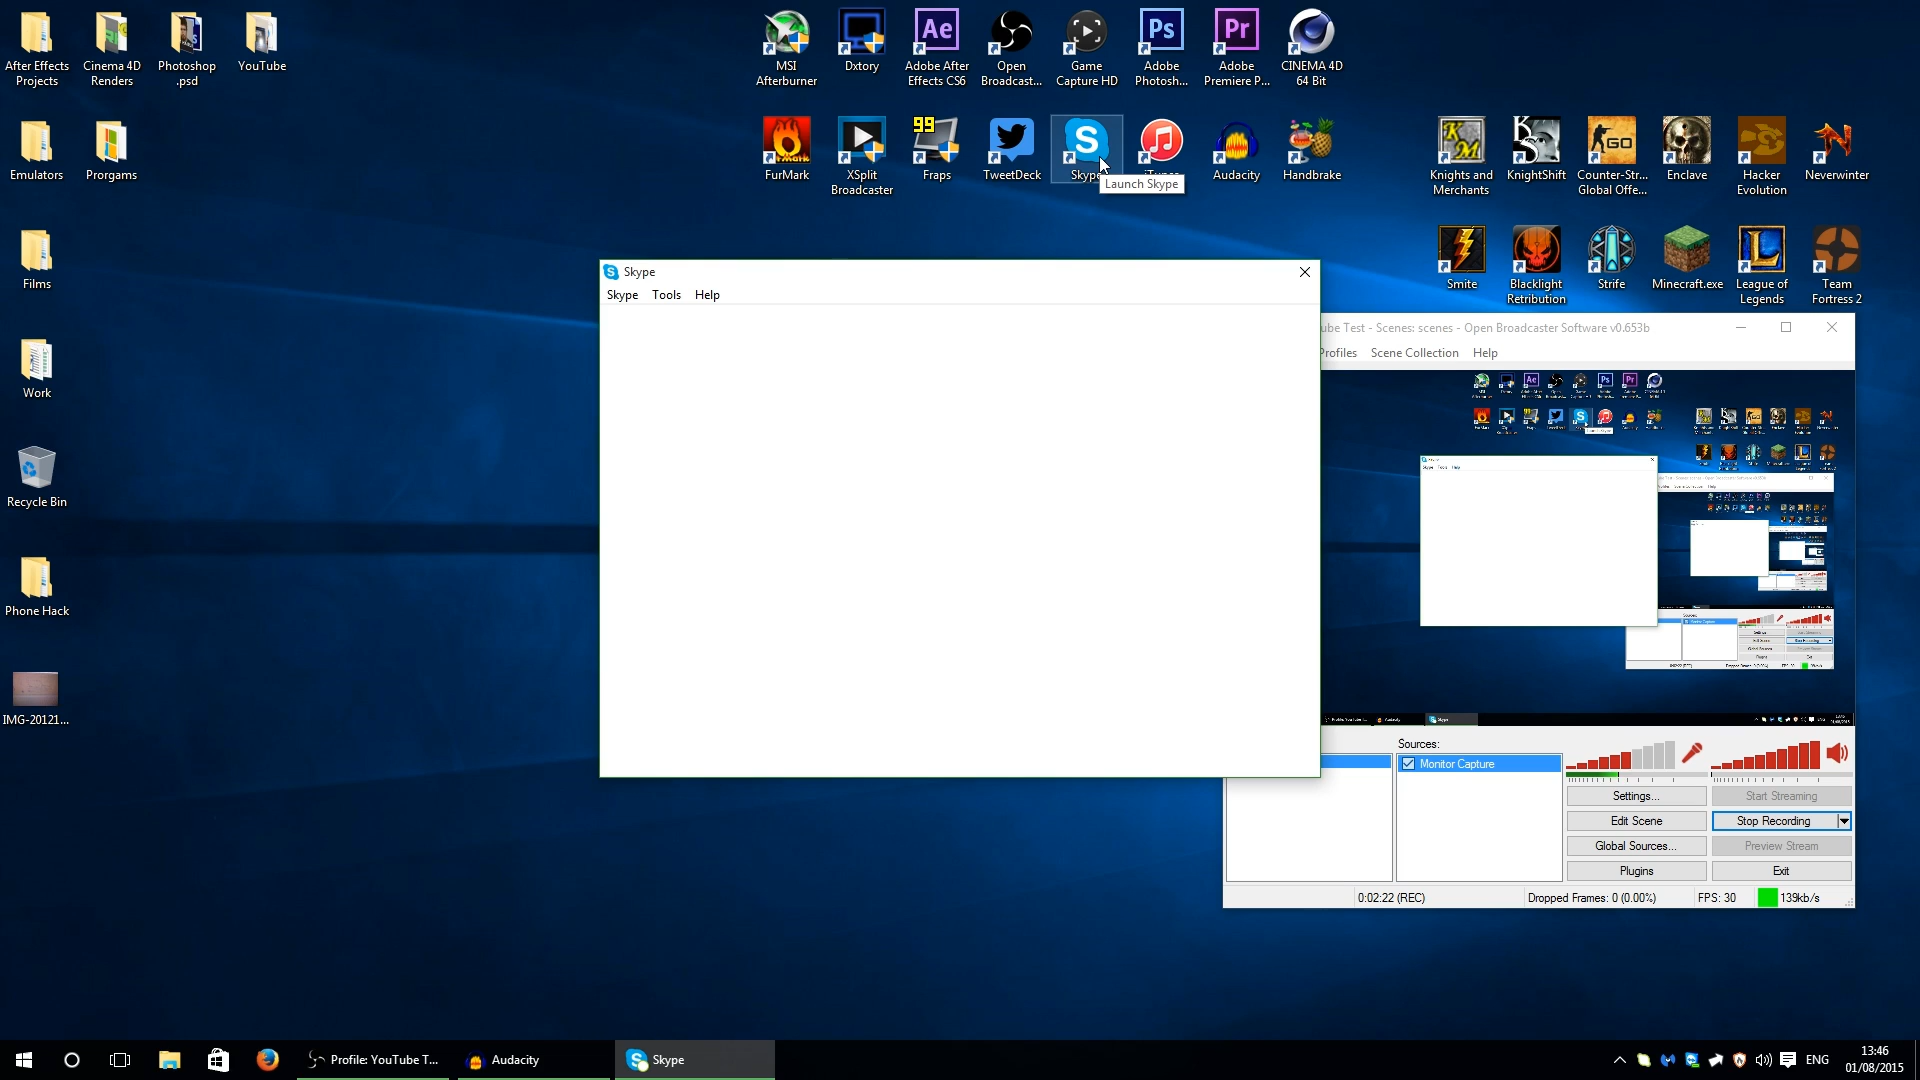 After Effects Projects
Cinema 4D Renders
Photoshop .psd
YouTube
MSI Afterburner
Dxtory
Adobe After Effects CS6
Open Broadcast...
Game Capture HD
Adobe Photosh...
Adobe Premiere P...
CINEMA 4D 64 Bit
Emulators
Prorgams
FurMark
XSplit Broadcaster
Fraps
TweetDeck
Skype
Launch Skype
Audacity
Handbrake
Knights and Merchants
KnightShift
Counter-Str... Global Offe...
Enclave
Hacker Evolution
Neverwinter
Films
Smite
Blacklight Retribution
Strife
Minecraft.exe
League of Legends
Team Fortress 2
Work
Recycle Bin
Phone Hack
IMG-20121...
Skype
Skype Tools Help
ube Test - Scenes: scenes - Open Broadcaster Software v0.653b
Profiles Scene Collection Help
Sources:
Monitor Capture
Settings...
Start Streaming
Edit Scene
Stop Recording
Global Sources...
Preview Stream
Plugins
Exit
0:02:22 (REC)
Dropped Frames: 0 (0.00%)
FPS: 30
139kb/s
Profile: YouTube T...
Audacity
Skype
ENG
13:46
01/08/2015